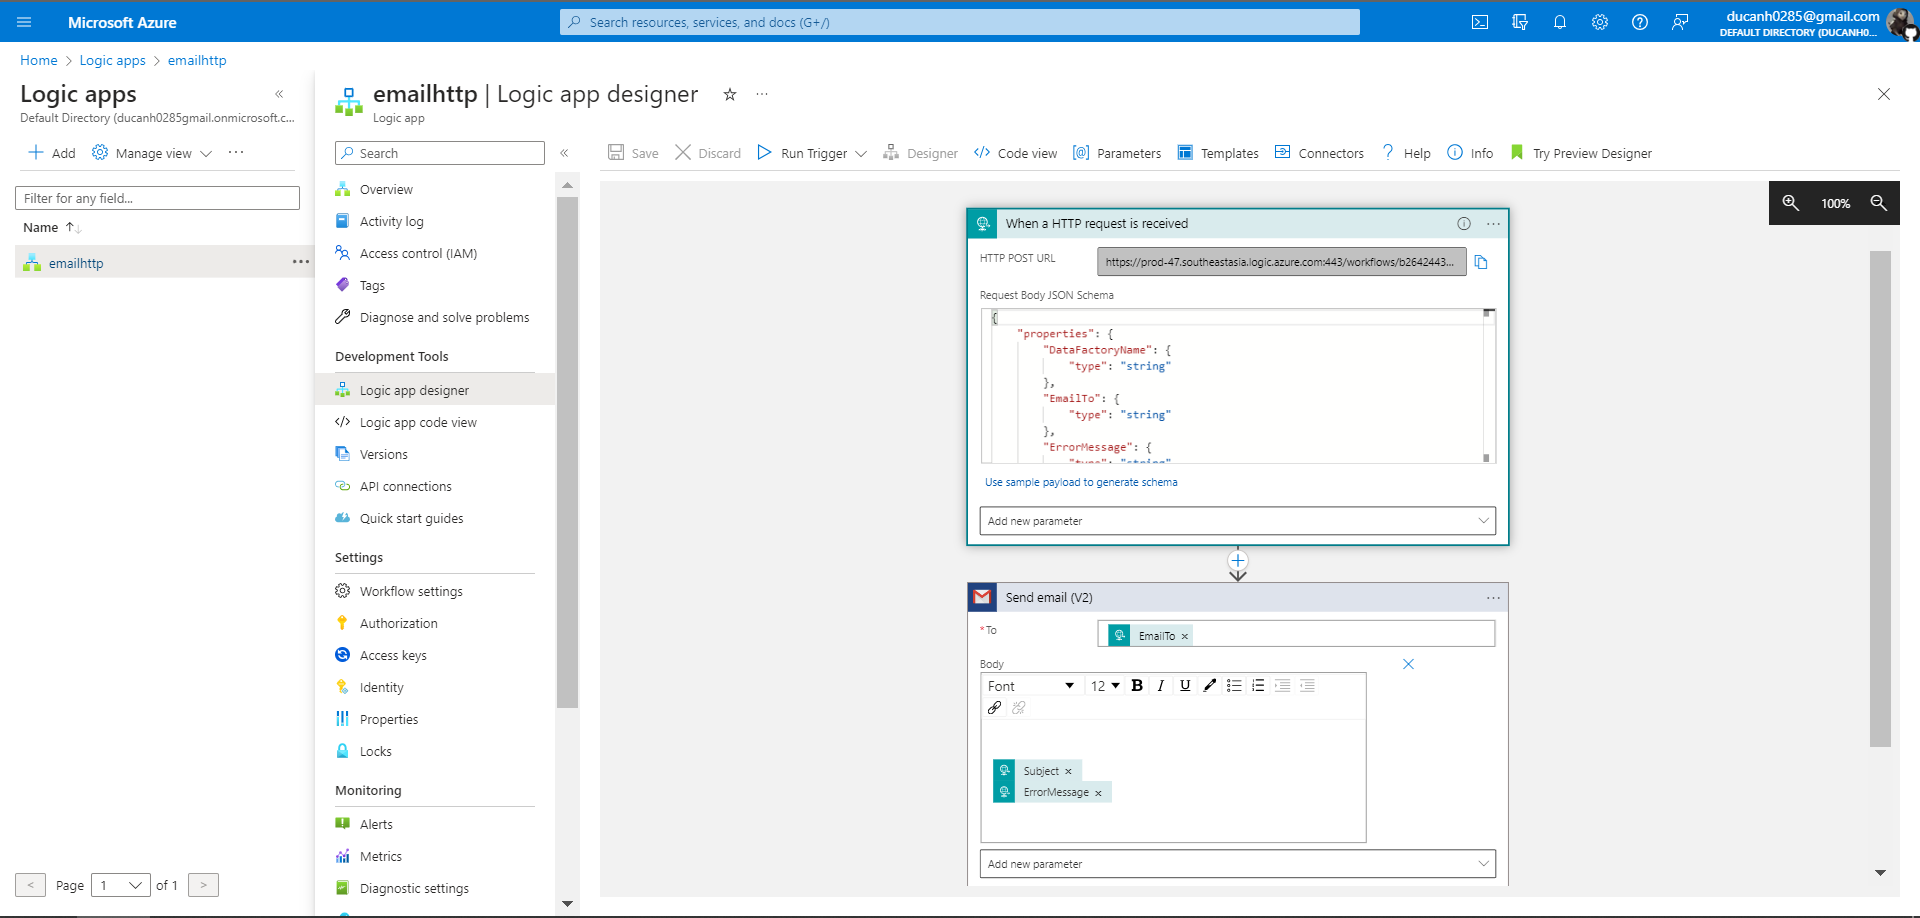 Microsoft Azure
Search resources, services, and docs (G+/)
ducanh0285@gmail.com
DEFAULT DIRECTORY (DUCANH0...
Home > Logic apps > emailhttp
Logic apps
Default Directory (ducanh0285gmail.onmicrosoft.c...
Add
Manage view
Filter for any field...
Name
emailhttp
Page 1 of 1
emailhttp | Logic app designer
Logic app
Search
Overview
Activity log
Access control (IAM)
Tags
Diagnose and solve problems
Development Tools
Logic app designer
Logic app code view
Versions
API connections
Quick start guides
Settings
Workflow settings
Authorization
Access keys
Identity
Properties
Locks
Monitoring
Alerts
Metrics
Diagnostic settings
Save
Discard
Run Trigger
Designer
Code view
Parameters
Templates
Connectors
Help
Info
Try Preview Designer
100%
When a HTTP request is received
HTTP POST URL
https://prod-47.southeastasia.logic.azure.com:443/workflows/b2642443...
Request Body JSON Schema
{
"properties": {
"DataFactoryName": {
"type": "string"
},
"EmailTo": {
"type": "string"
},
"ErrorMessage": {
"type": "string"
Use sample payload to generate schema
Add new parameter
Send email (V2)
*To
EmailTo ×
Body
Font
12
B I U
Subject ×
ErrorMessage ×
Add new parameter